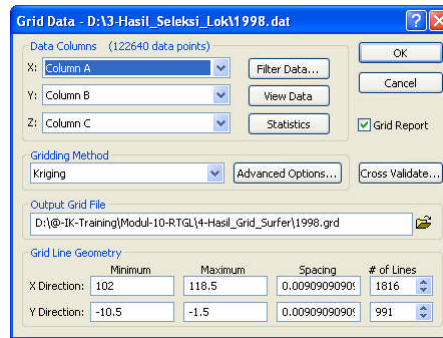 Grid Data - D:\3-Hasil_Seleksi_Lok\1998.dat
Data Columns (122640 data points)
X: Column A
Filter Data...
Y: Column B
View Data
Z: Column C
Statistics
OK
Cancel
Grid Report
Gridding Method
Kriging
Advanced Options...
Cross Validate...
Output Grid File
D:\@-IK-Training\Modul-10-RTGL\4-Hasil_Grid_Surfer\1998.grd
Grid Line Geometry
Minimum Maximum Spacing # of Lines
X Direction: 102 118.5 0.0090909090 1816
Y Direction: -10.5 -1.5 0.0090909090 991